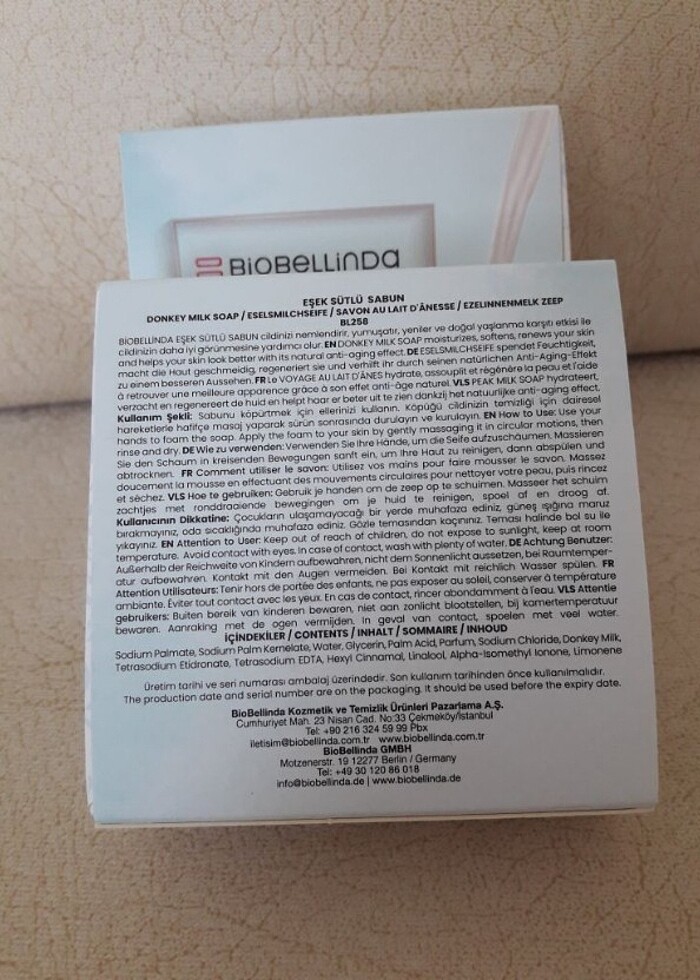 BIOBELLINDA
EŞEK SÜTLÜ SABUN
DONKEY MILK SOAP / ESELSMILCHSEIFE / SAVON AU LAIT D'ÂNESSE / EZELINNENMELK ZEEP
BL258
BIOBELLINDA EŞEK SÜTLÜ SABUN cildinizi nemlendirir, yumuşatır, yeniler ve doğal yaşlanma karşıtı etkisi ile
cildinizin daha iyi görünmesine yardımcı olur. EN DONKEY MILK SOAP moisturizes, softens, renews your skin
and helps your skin look better with its natural anti-aging effect. DE ESELSMILCHSEIFE spendet Feuchtigkeit,
macht die Haut geschmeidig, regeneriert sie und verhilft ihr durch seinen natürlichen Anti-Aging-Effekt
zu einem besseren Aussehen. FR Le VOYAGE AU LAIT D'ÂNES hydrate, assouplit et régénère la peau et l'aide
à retrouver une meilleure apparence grâce à son effet anti-âge naturel. VLS PEAK MILK SOAP hydrateert,
verzacht en regenereert de huid en helpt haar er beter uit te zien dankzij het natuurlijke anti-aging effect.
Kullanım Şekli: Sabunu köpürtmek için ellerinizi kullanın. Köpüğü cildinizin temizliği için dairesel
hareketlerle hafifçe masaj yaparak sürün sonrasında durulayın ve kurulayın. EN How to Use: Use your
hands to foam the soap. Apply the foam to your skin by gently massaging it in circular motions, then
rinse and dry. DE Wie zu verwenden: Verwenden Sie Ihre Hände, um die Seife aufzuschäumen. Massieren
Sie den Schaum in kreisenden Bewegungen sanft ein, um Ihre Haut zu reinigen, dann abspülen und
abtrocknen. FR Comment utiliser le savon: Utilisez vos mains pour faire mousser le savon. Massez
doucement la mousse en effectuant des mouvements circulaires pour nettoyer votre peau, puis rincez
et séchez. VLS Hoe te gebruiken: Gebruik je handen om de zeep op te schuimen. Masseer het schuim
zachtjes met ronddraaiende bewegingen om je huid te reinigen, spoel af en droog af.
Kullanıcının Dikkatine: Çocukların ulaşamayacağı bir yerde muhafaza ediniz, güneş ışığına maruz
bırakmayınız, oda sıcaklığında muhafaza ediniz. Gözle temasından kaçınınız. Teması halinde bol su ile
yıkayınız. EN Attention to User: Keep out of reach of children, do not expose to sunlight, keep at room
temperature. Avoid contact with eyes. In case of contact, wash with plenty of water. DE Achtung Benutzer:
Außerhalb der Reichweite von Kindern aufbewahren, nicht dem Sonnenlicht aussetzen, bei Raumtemper-
atur aufbewahren. Kontakt mit den Augen vermeiden. Bei Kontakt mit reichlich Wasser spülen. FR
Attention Utilisateurs: Tenir hors de portée des enfants, ne pas exposer au soleil, conserver à température
ambiante. Éviter tout contact avec les yeux. En cas de contact, rincer abondamment à l'eau. VLS Attentie
gebruikers: Buiten bereik van kinderen bewaren, niet aan zonlicht blootstellen, bij kamertemperatuur
bewaren. Aanraking met de ogen vermijden. In geval van contact, spoelen met veel water.
İÇİNDEKİLER / CONTENTS / INHALT / SOMMAIRE / INHOUD
Sodium Palmate, Sodium Palm Kernelate, Water, Glycerin, Palm Acid, Parfum, Sodium Chloride, Donkey Milk,
Tetrasodium Etidronate, Tetrasodium EDTA, Hexyl Cinnamal, Linalool, Alpha-Isomethyl Ionone, Limonene
Üretim tarihi ve seri numarası ambalaj üzerindedir. Son kullanım tarihinden önce kullanılmalıdır.
The production date and serial number are on the packaging. It should be used before the expiry date.
BioBellinda Kozmetik ve Temizlik Ürünleri Pazarlama A.Ş.
Cumhuriyet Mah. 23 Nisan Cad. No:33 Çekmeköy/İstanbul
Tel: +90 216 324 59 99 Pbx
iletisim@biobellinda.com.tr www.biobellinda.com.tr
BioBellinda GMBH
Motzenerstr. 19 12277 Berlin / Germany
Tel: +49 30 120 86 018
info@biobellinda.de | www.biobellinda.de